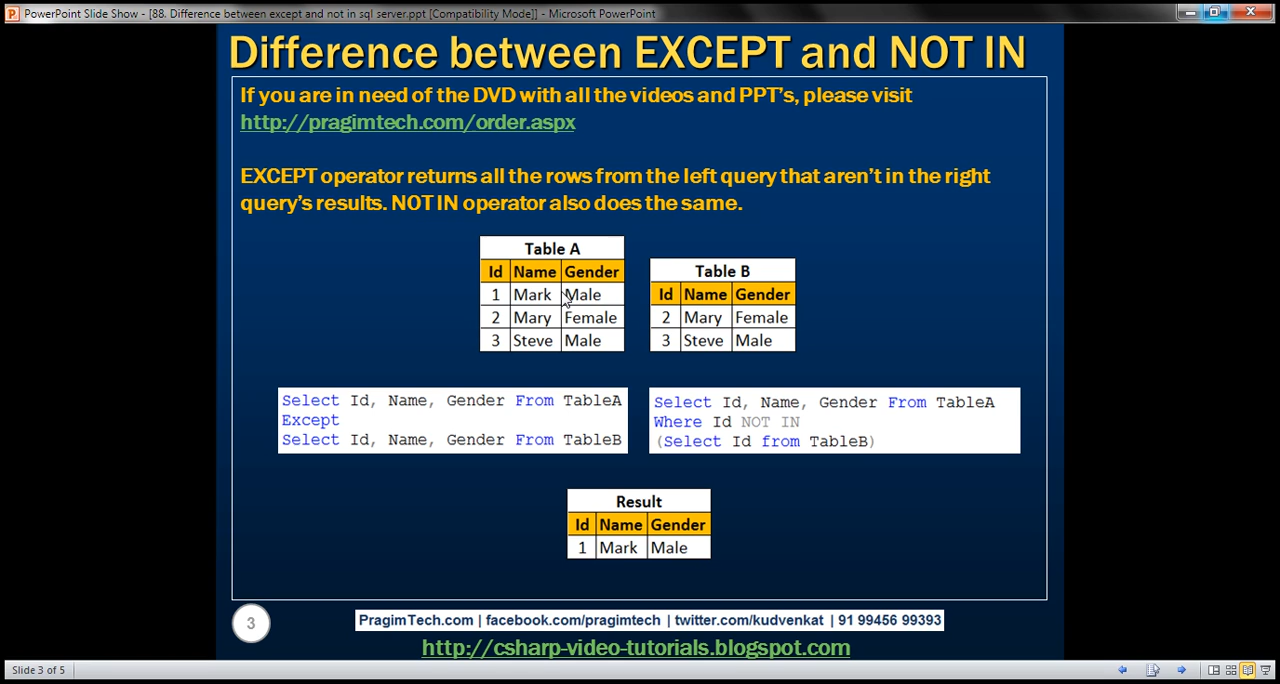 PowerPoint Slide Show - [88. Difference between except and not in sql server.ppt [Compatibility Mode]] - Microsoft PowerPoint
Difference between EXCEPT and NOT IN
If you are in need of the DVD with all the videos and PPT's, please visit
http://pragimtech.com/order.aspx
EXCEPT operator returns all the rows from the left query that aren't in the right
query's results. NOT IN operator also does the same.
Table A
Id Name Gender
1 Mark Male
2 Mary Female
3 Steve Male
Table B
Id Name Gender
2 Mary Female
3 Steve Male
Select Id, Name, Gender From TableA
Except
Select Id, Name, Gender From TableB
Select Id, Name, Gender From TableA
Where Id NOT IN
(Select Id from TableB)
Result
Id Name Gender
1 Mark Male
3
PragimTech.com | facebook.com/pragimtech | twitter.com/kudvenkat | 91 99456 99393
http://csharp-video-tutorials.blogspot.com
Slide 3 of 5